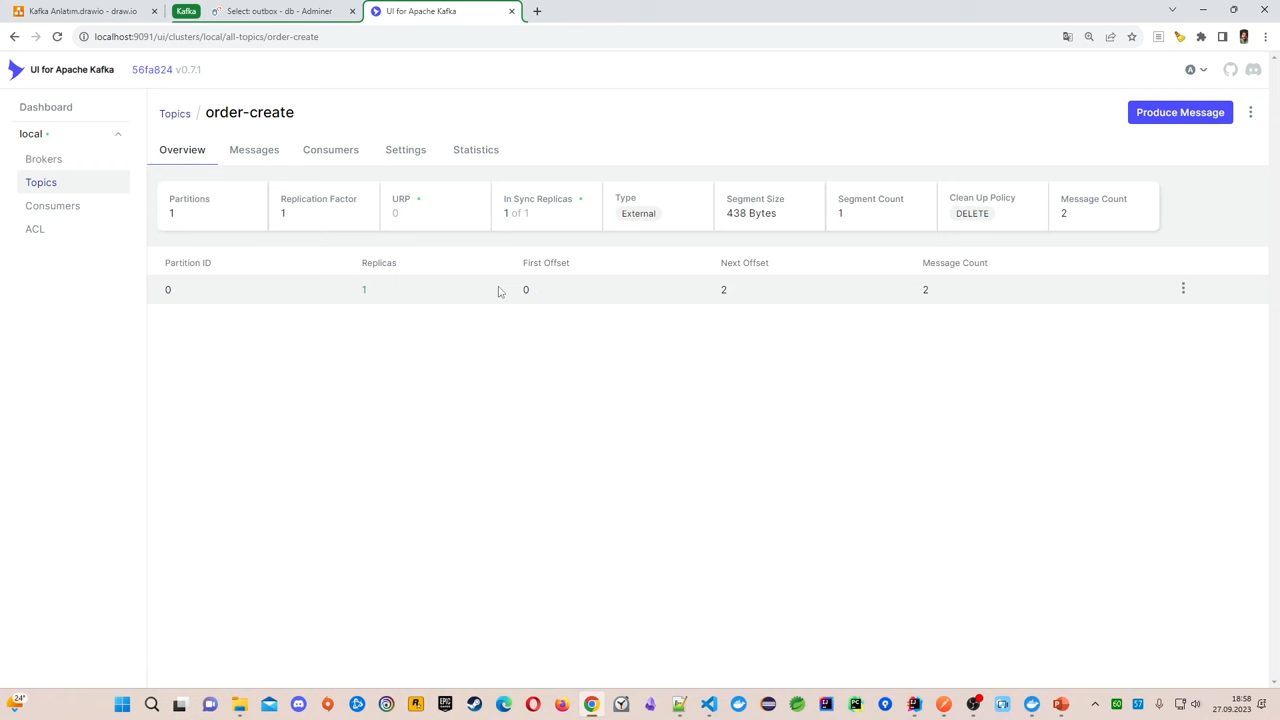 Kafka Anlatım.drawio - draw.io
Kafka
Select: outbox - db - Adminer
UI for Apache Kafka
localhost:9091/ui/clusters/local/all-topics/order-create
UI for Apache Kafka
56fa824 v0.7.1
A
Dashboard
local
Brokers
Topics
Consumers
ACL
Topics / order-create
Produce Message
Overview Messages Consumers Settings Statistics
Partitions
1
Replication Factor
1
URP
0
In Sync Replicas
1 of 1
Type
External
Segment Size
438 Bytes
Segment Count
1
Clean Up Policy
DELETE
Message Count
2
Partition ID Replicas First Offset Next Offset Message Count
0 1 0 2 2
24°
60
57
18:58
27.09.2023